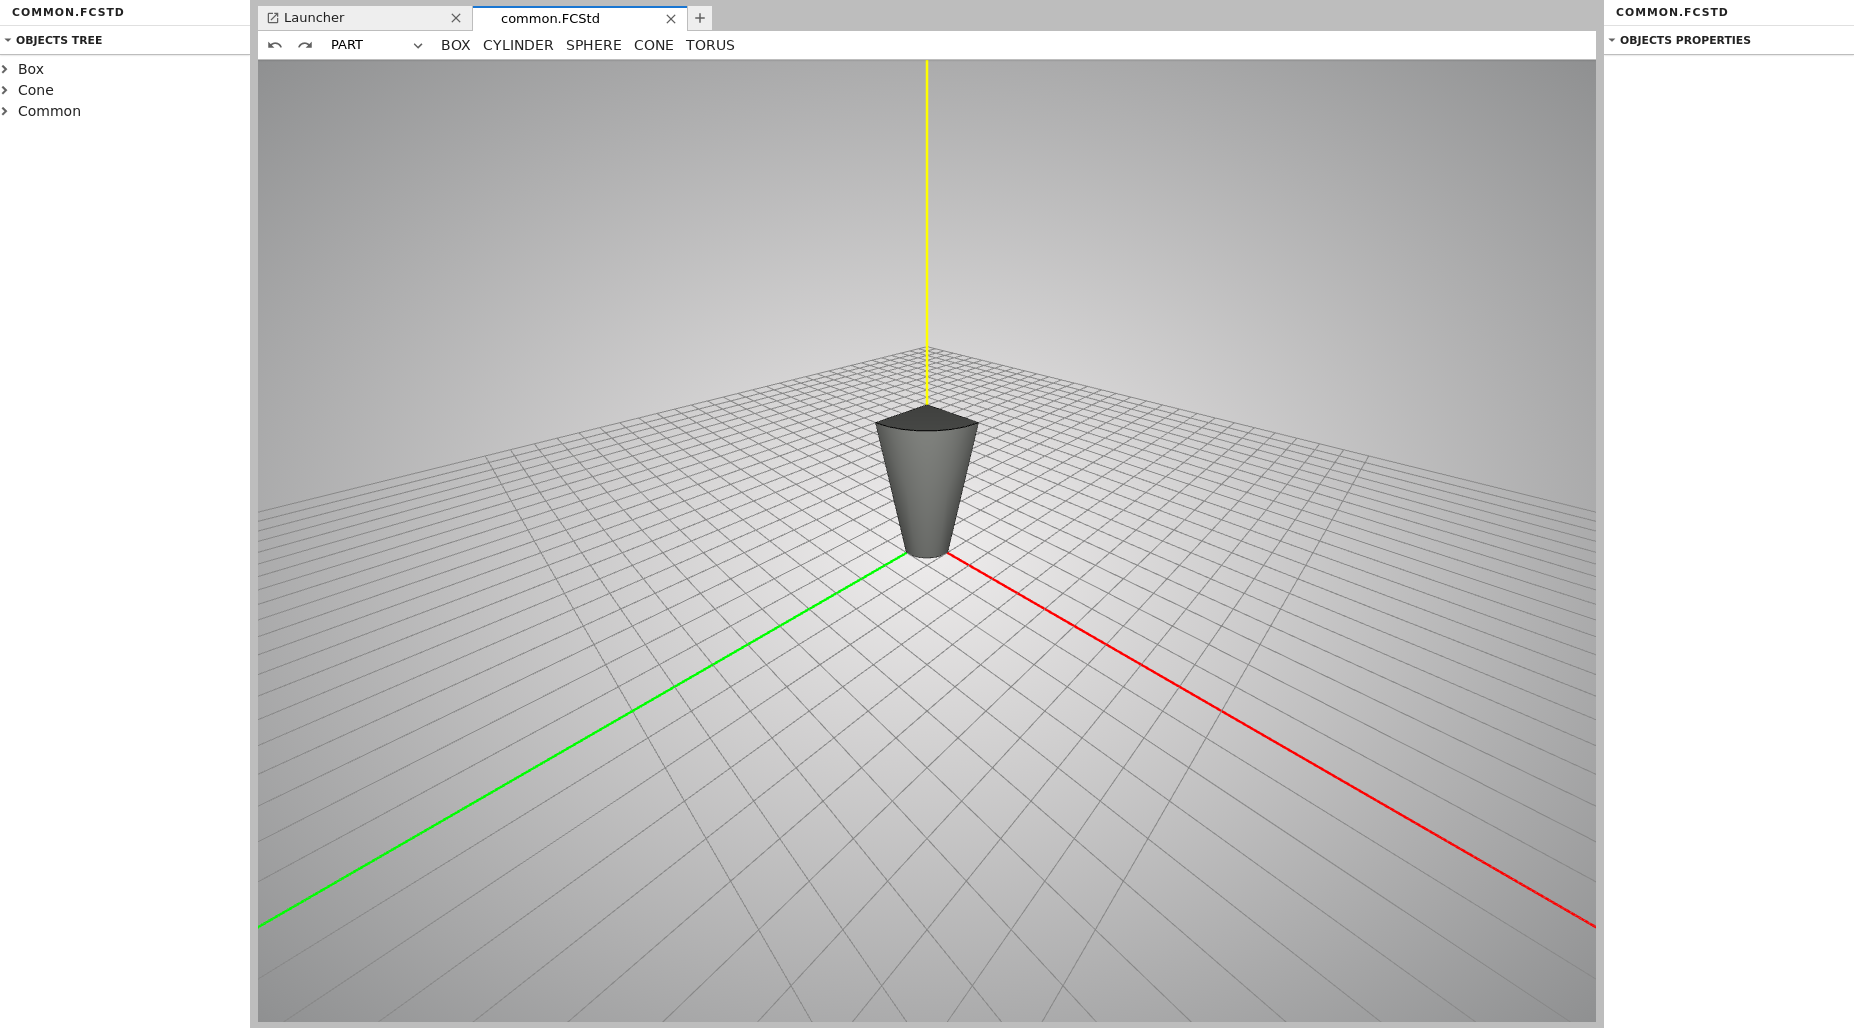 COMMON.FCSTD
OBJECTS TREE
Box
Cone
Common
Launcher
common.FCStd
PART
BOX CYLINDER SPHERE CONE TORUS
COMMON.FCSTD
OBJECTS PROPERTIES